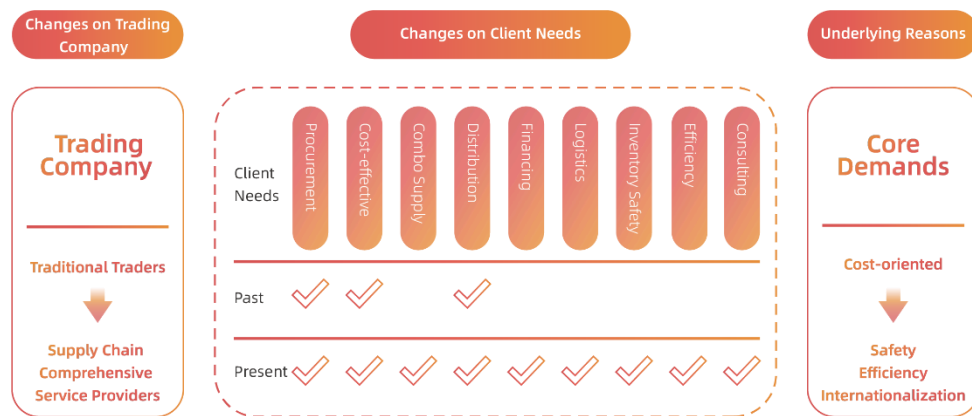 Changes on Trading
Company
Changes on Client Needs
Underlying Reasons
Trading
Company
Traditional Traders
Supply Chain
Comprehensive
Service Providers
Client
Needs
Procurement
Cost-effective
Combo Supply
Distribution
Financing
Logistics
Inventory Safety
Efficiency
Consulting
Past
Present
Core
Demands
Cost-oriented
Safety
Efficiency
Internationalization